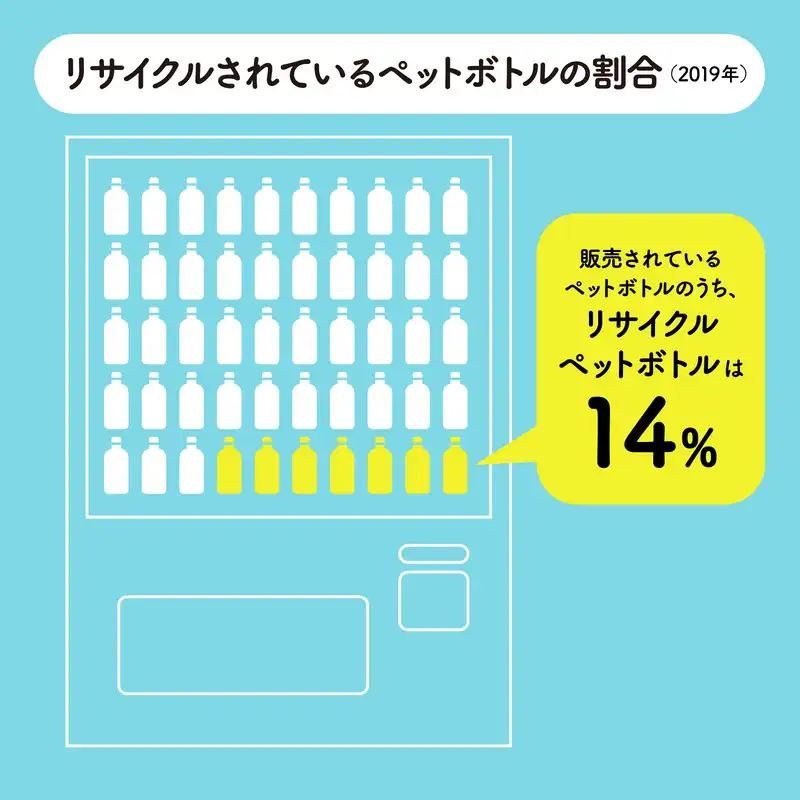 リサイクルされているペットボトルの割合（2019年）
販売されている
ペットボトルのうち、
リサイクル
ペットボトルは
14%